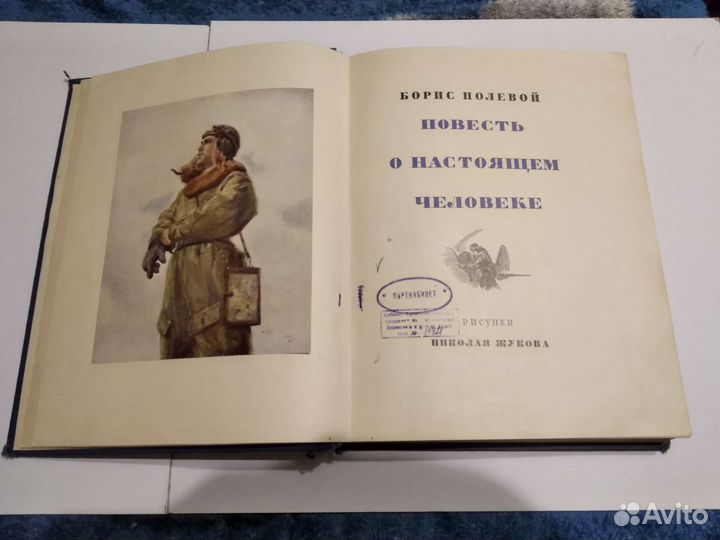 БОРИС ПОЛЕВОЙ
ПОВЕСТЬ
О НАСТОЯЩЕМ
ЧЕЛОВЕКЕ
ПАРТКАБИНЕТ
РИСУНКИ
НИКОЛАЯ ЖУКОВА
Avito